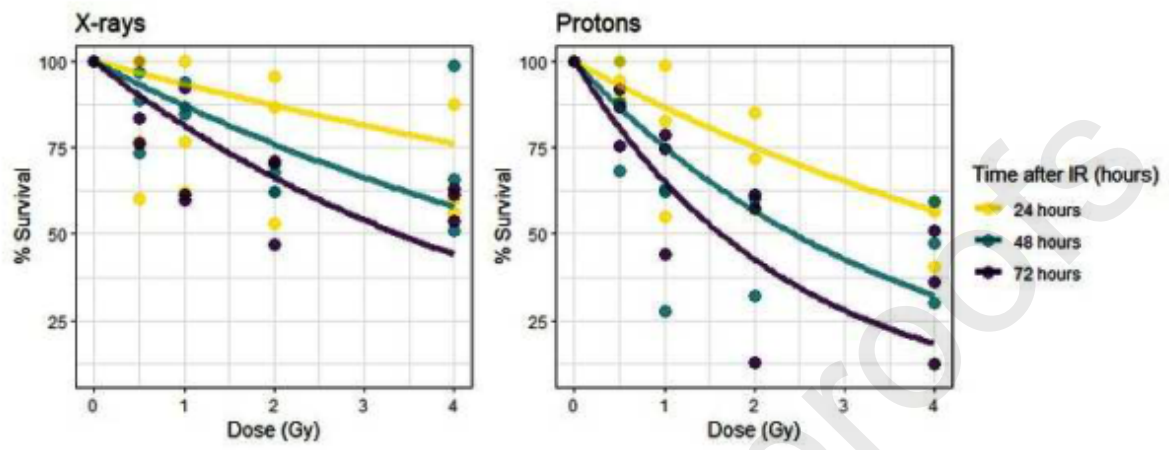 X-rays
100
75
50
25
% Survival
0 1 2 3 4
Dose (Gy)
Protons
100
75
50
25
% Survival
0 1 2 3 4
Dose (Gy)
Time after IR (hours)
24 hours
48 hours
72 hours
roofs